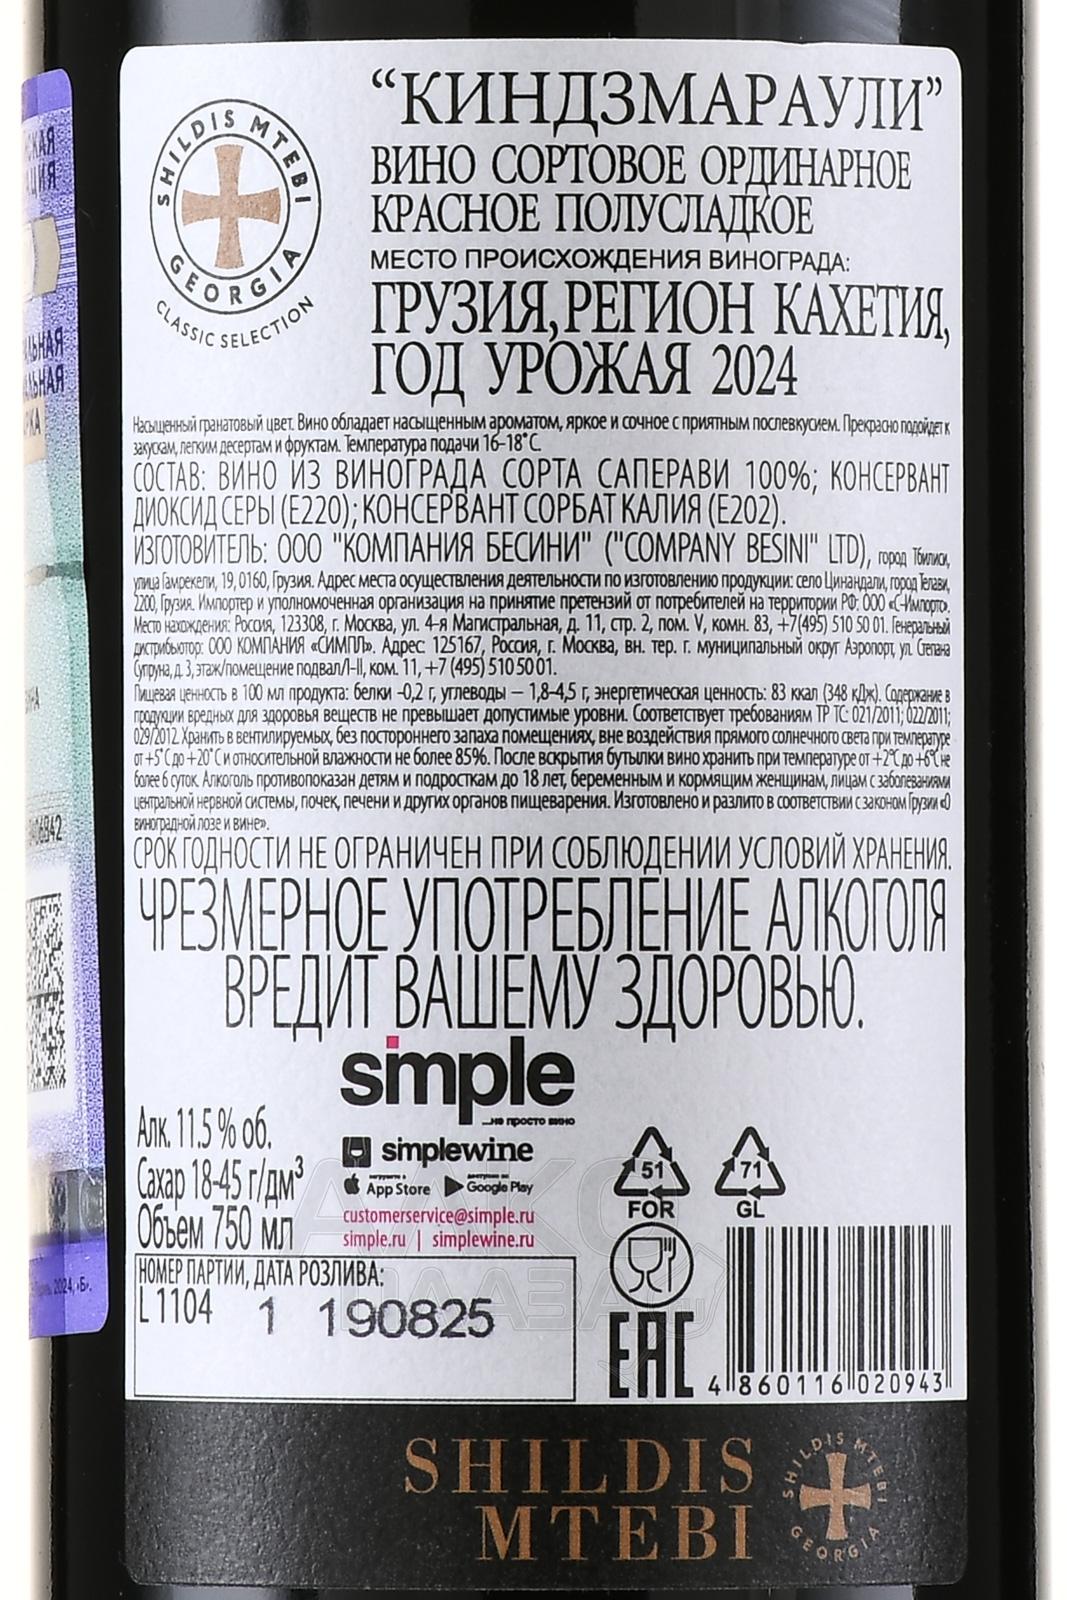 “КИНДЗМАРАУЛИ”
ВИНО СОРТОВОЕ ОРДИНАРНОЕ
КРАСНОЕ ПОЛУСЛАДКОЕ
МЕСТО ПРОИСХОЖДЕНИЯ ВИНОГРАДА:
ГРУЗИЯ, РЕГИОН КАХЕТИЯ,
ГОД УРОЖАЯ 2024
SHILDIS MTEBI
GEORGIA
CLASSIC SELECTION
Насыщенный гранатовый цвет. Вино обладает насыщенным ароматом, яркое и сочное с приятным послевкусием. Прекрасно подойдет к
закускам, легким десертам и фруктам. Температура подачи 16-18°С.
СОСТАВ: ВИНО ИЗ ВИНОГРАДА СОРТА САПЕРАВИ 100%; КОНСЕРВАНТ
ДИОКСИД СЕРЫ (Е220); КОНСЕРВАНТ СОРБАТ КАЛИЯ (Е202).
ИЗГОТОВИТЕЛЬ: ООО "КОМПАНИЯ БЕСИНИ" ("COMPANY BESINI" LTD), город Тбилиси,
улица Гамрекели, 19, 0160, Грузия. Адрес места осуществления деятельности по изготовлению продукции: село Цинандали, город Телави,
2200, Грузия. Импортер и уполномоченная организация на принятие претензий от потребителей на территории РФ: ООО «С-Импорт».
Место нахождения: Россия, 123308, г. Москва, ул. 4-я Магистральная, д. 11, стр. 2, пом. V, комн. 83, +7(495) 510 50 01. Генеральный
дистрибьютор: ООО КОМПАНИЯ «СИМПЛ». Адрес: 125167, Россия, г. Москва, вн. тер. г. муниципальный округ Аэропорт, ул. Степана
Супруна, д. 3, этаж/помещение подвал/I-II, ком. 11, +7 (495) 510 50 01.
Пищевая ценность в 100 мл продукта: белки -0,2 г, углеводы – 1,8-4,5 г, энергетическая ценность: 83 ккал (348 кДж). Содержание в
продукции вредных для здоровья веществ не превышает допустимые уровни. Соответствует требованиям ТР ТС: 021/2011; 022/2011;
029/2012. Хранить в вентилируемых, без постороннего запаха помещениях, вне воздействия прямого солнечного света при температуре
от +5°С до +20°С и относительной влажности не более 85%. После вскрытия бутылки вино хранить при температуре от +2°С до +6°С не
более 6 суток. Алкоголь противопоказан детям и подросткам до 18 лет, беременным и кормящим женщинам, лицам с заболеваниями
центральной нервной системы, почек, печени и других органов пищеварения. Изготовлено и разлито в соответствии с законом Грузии «О
виноградной лозе и вине».
СРОК ГОДНОСТИ НЕ ОГРАНИЧЕН ПРИ СОБЛЮДЕНИИ УСЛОВИЙ ХРАНЕНИЯ.
ЧРЕЗМЕРНОЕ УПОТРЕБЛЕНИЕ АЛКОГОЛЯ
ВРЕДИТ ВАШЕМУ ЗДОРОВЬЮ.
simple
...не просто вино
simplewine
App Store Google Play
customerservice@simple.ru
simple.ru | simplewine.ru
Алк. 11.5 % об.
Сахар 18-45 г/дм³
Объем 750 мл
НОМЕР ПАРТИИ, ДАТА РОЗЛИВА:
L 1104 1 190825
51
FOR
71
GL
EAC
4 860116 020943
SHILDIS
MTEBI
SHILDIS MTEBI
GEORGIA